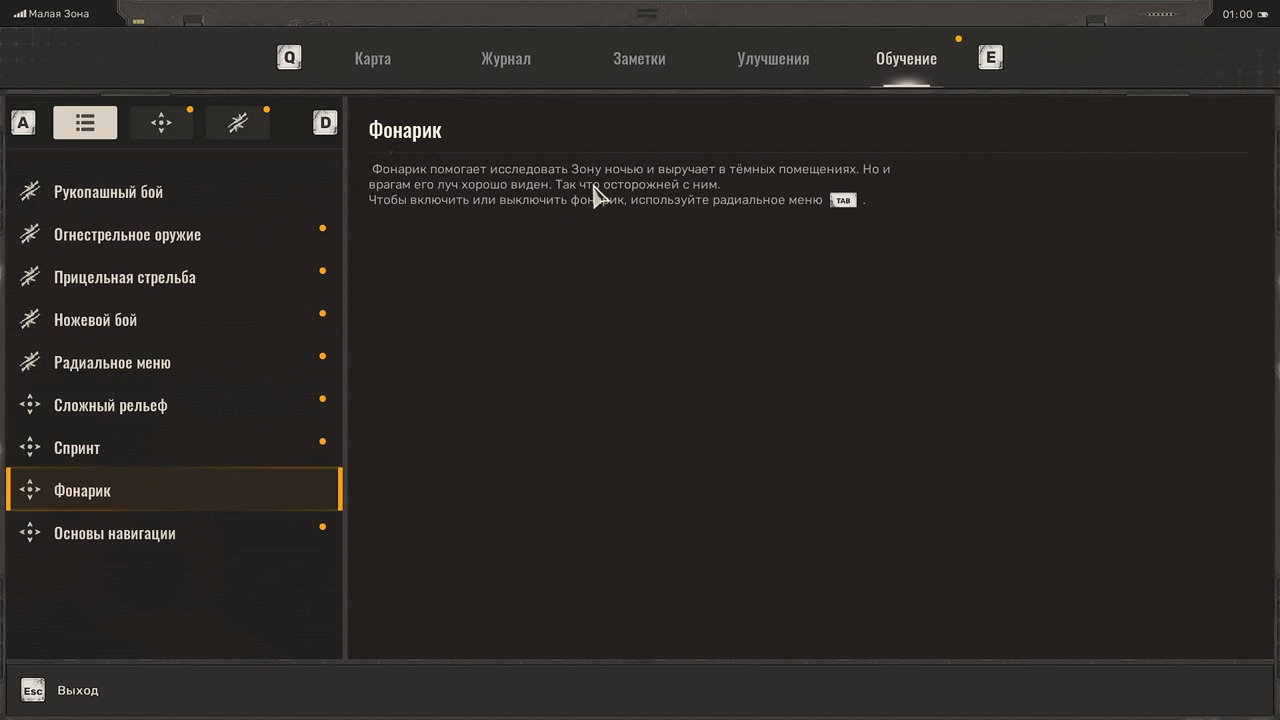 Малая Зона
01:00
Q Карта Журнал Заметки Улучшения Обучение E
A D
Рукопашный бой
Огнестрельное оружие
Прицельная стрельба
Ножевой бой
Радиальное меню
Сложный рельеф
Спринт
Фонарик
Основы навигации
Фонарик
Фонарик помогает исследовать Зону ночью и выручает в тёмных помещениях. Но и
врагам его луч хорошо виден. Так что осторожней с ним.
Чтобы включить или выключить фонарик, используйте радиальное меню TAB .
Esc Выход